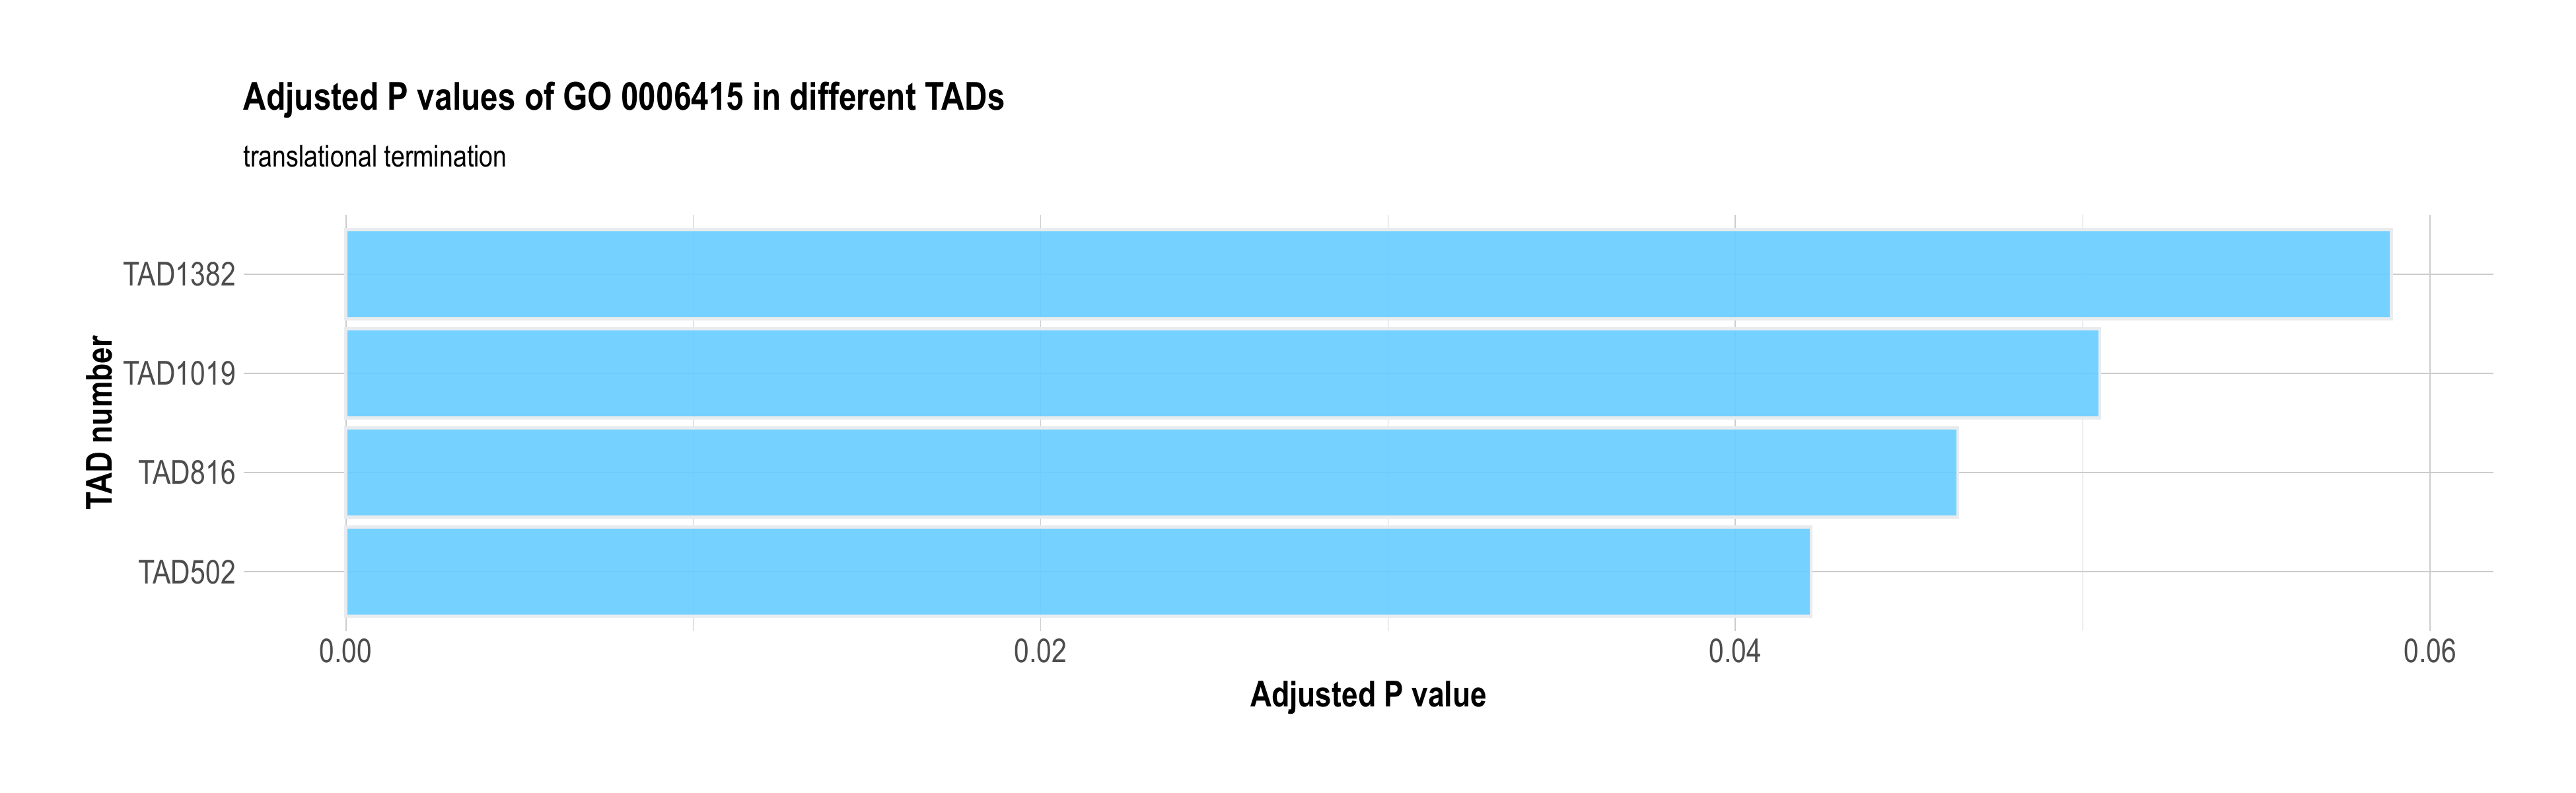 Adjusted P values of GO 0006415 in different TADs
translational termination
TAD number
TAD1382
TAD1019
TAD816
TAD502
0.00 0.02 0.04 0.06
Adjusted P value